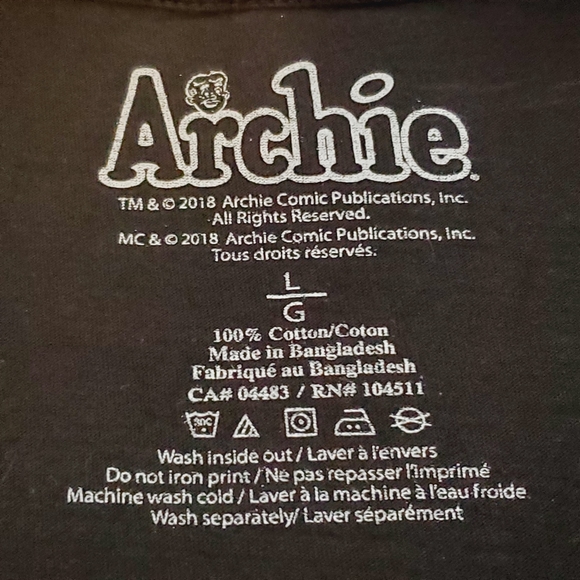 Archie
TM & © 2018 Archie Comic Publications, Inc.
All Rights Reserved.
MC & © 2018 Archie Comic Publications, Inc.
Tous droits réservés.
L
G
100% Cotton/Coton
Made in Bangladesh
Fabriqué au Bangladesh
CA# 04483 / RN# 104511
30C
Wash inside out / Laver à l'envers
Do not iron print / Ne pas repasser l'imprimé
Machine wash cold / Laver à la machine à l'eau froide
Wash separately/ Laver séparément